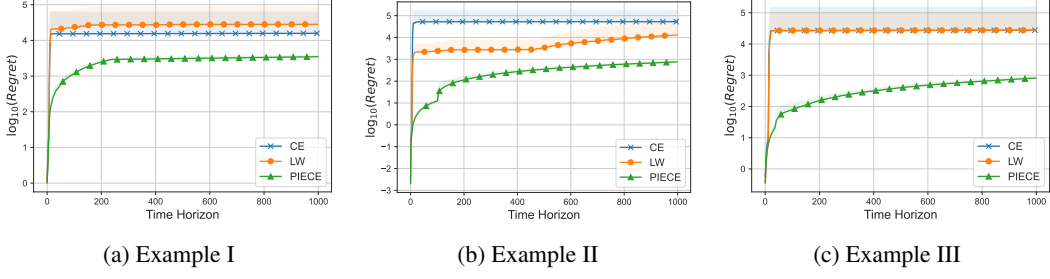 5
4
3
2
1
0
log10(Regret)
CE
LW
PIECE
0 200 400 600 800 1000
Time Horizon
(a) Example I
5
4
3
2
1
0
−1
−2
−3
log10(Regret)
CE
LW
PIECE
0 200 400 600 800 1000
Time Horizon
(b) Example II
5
4
3
2
1
0
log10(Regret)
CE
LW
PIECE
0 200 400 600 800 1000
Time Horizon
(c) Example III